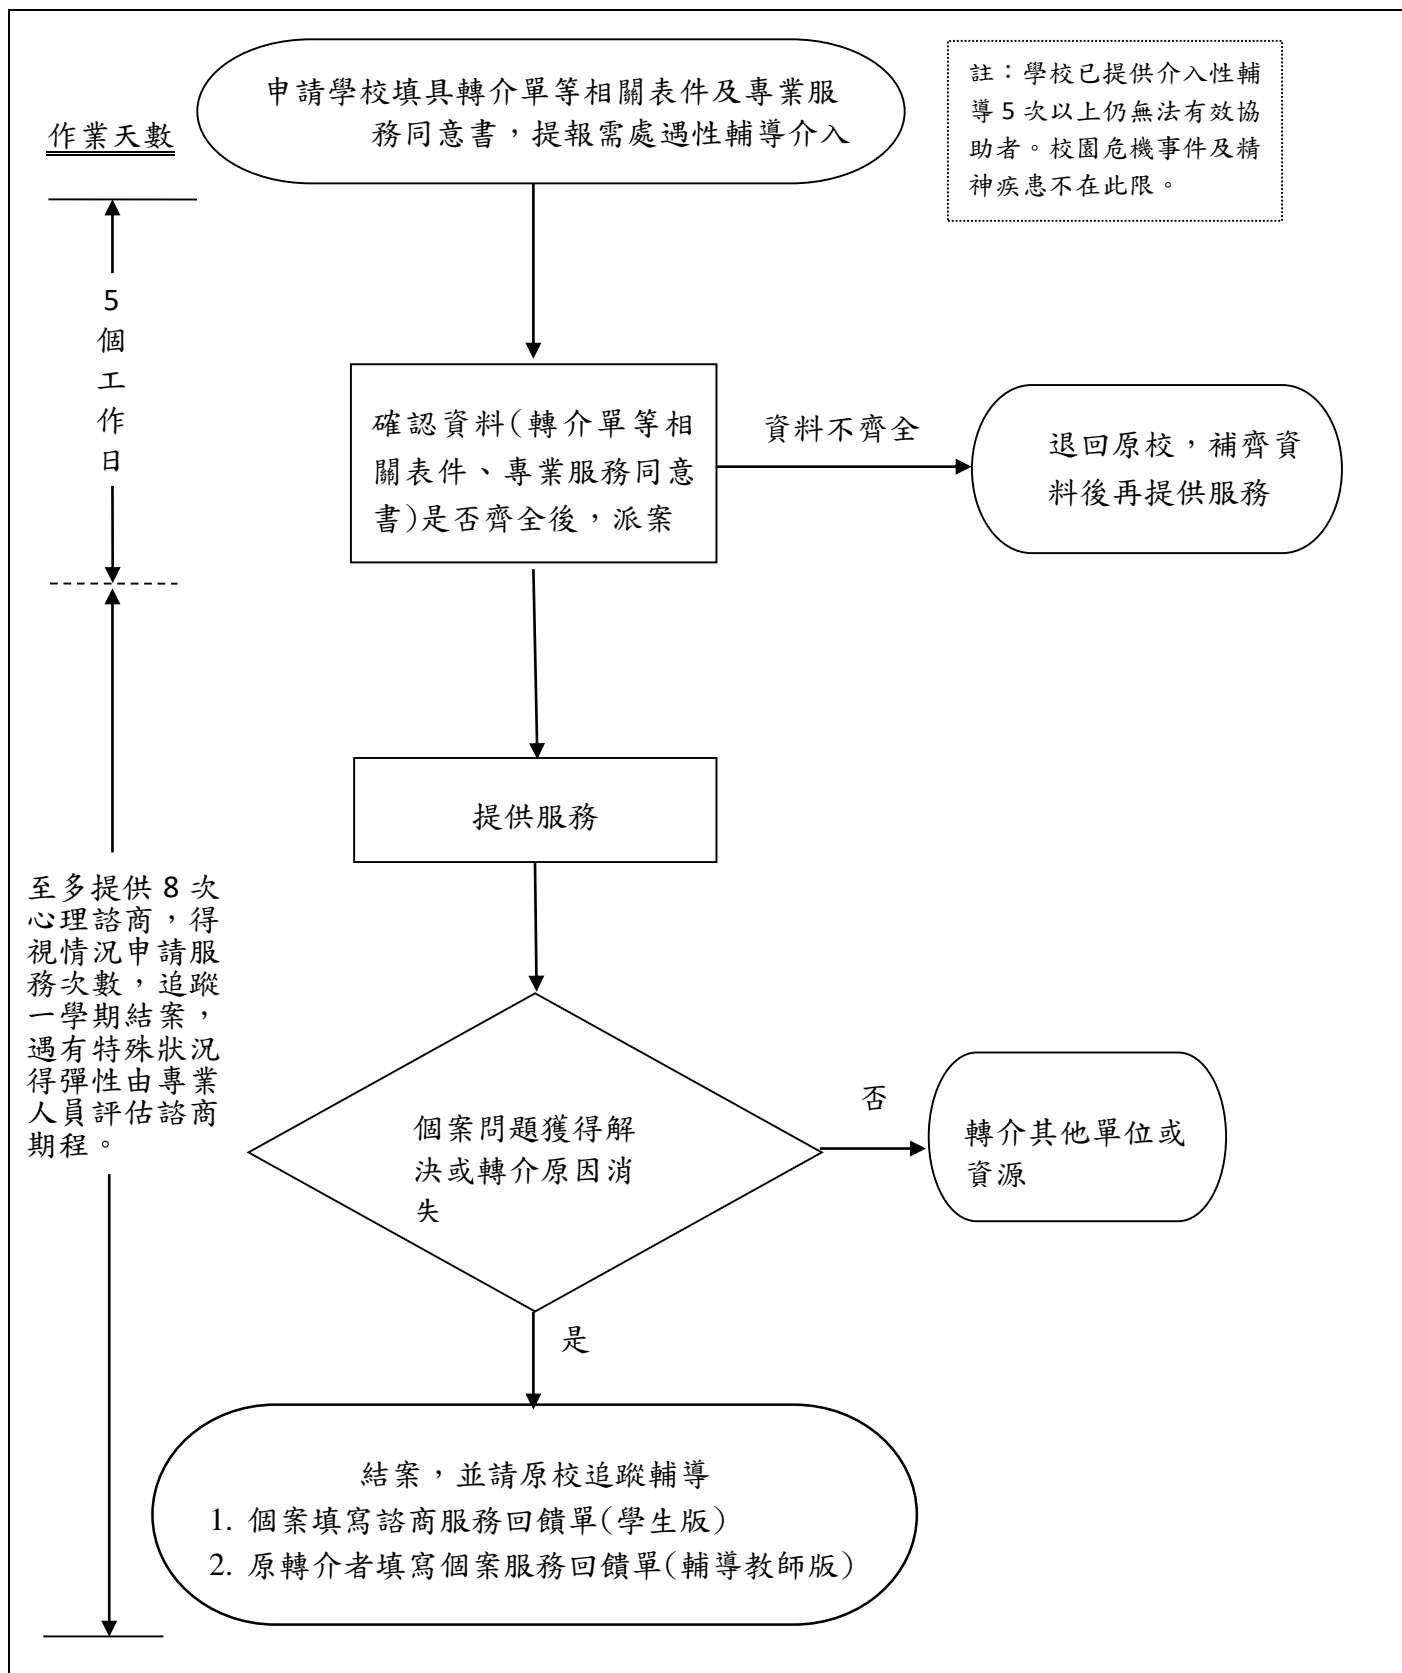 申請學校填具轉介單等相關表件及專業服
務同意書，提報需處遇性輔導介入
註：學校已提供介入性輔
導 5 次以上仍無法有效協
助者。校園危機事件及精
神疾患不在此限。
作業天數
5
個
工
作
日
確認資料(轉介單等相
關表件、專業服務同意
書)是否齊全後，派案
資料不齊全
退回原校，補齊資
料後再提供服務
提供服務
至多提供 8 次
心理諮商，得
視情況申請服
務次數，追蹤
一學期結案，
遇有特殊狀況
得彈性由專業
人員評估諮商
期程。
個案問題獲得解
決或轉介原因消
失
否
轉介其他單位或
資源
是
結案，並請原校追蹤輔導
1. 個案填寫諮商服務回饋單(學生版)
2. 原轉介者填寫個案服務回饋單(輔導教師版)